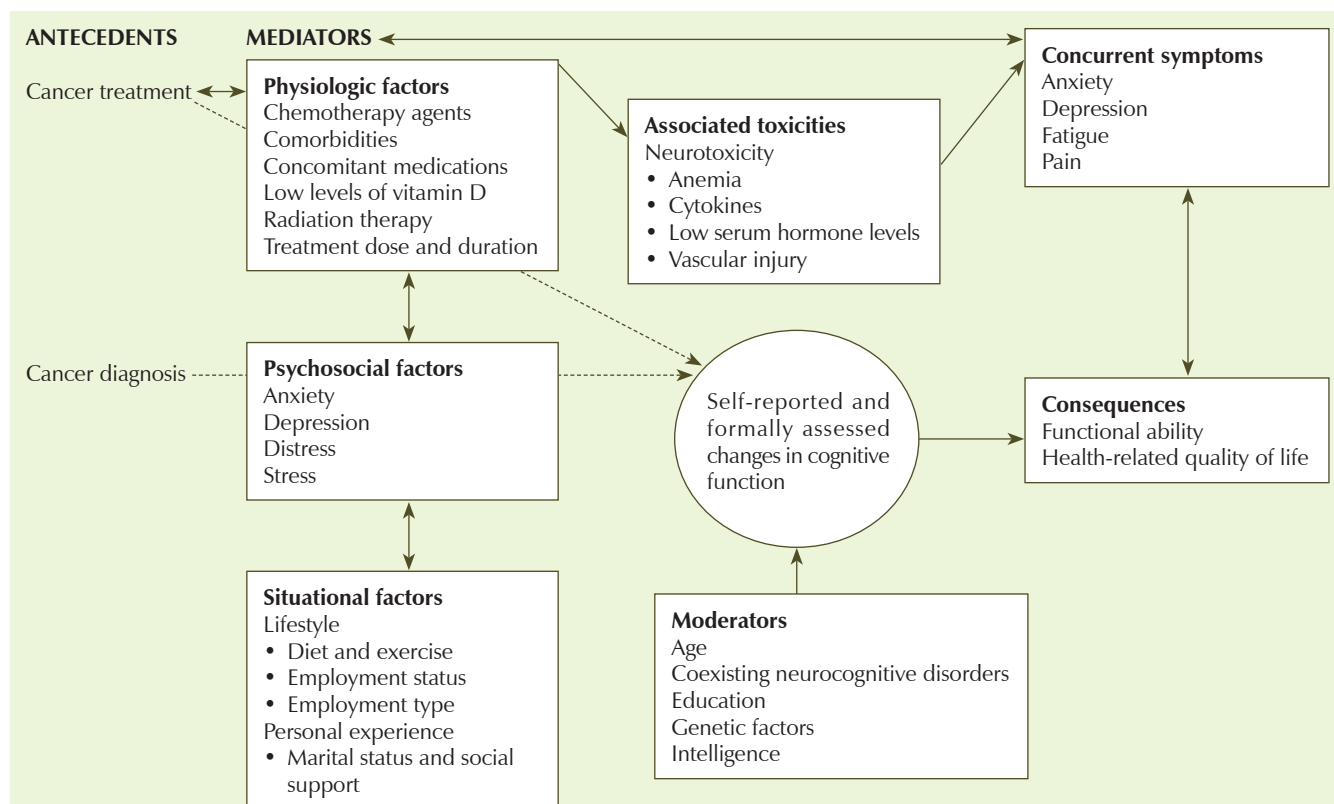 ANTECEDENTS
MEDIATORS
Cancer treatment
Physiologic factors
Chemotherapy agents
Comorbidities
Concomitant medications
Low levels of vitamin D
Radiation therapy
Treatment dose and duration
Associated toxicities
Neurotoxicity
• Anemia
• Cytokines
• Low serum hormone levels
• Vascular injury
Concurrent symptoms
Anxiety
Depression
Fatigue
Pain
Cancer diagnosis
Psychosocial factors
Anxiety
Depression
Distress
Stress
Self-reported and
formally assessed
changes in cognitive
function
Consequences
Functional ability
Health-related quality of life
Situational factors
Lifestyle
• Diet and exercise
• Employment status
• Employment type
Personal experience
• Marital status and social
support
Moderators
Age
Coexisting neurocognitive disorders
Education
Genetic factors
Intelligence